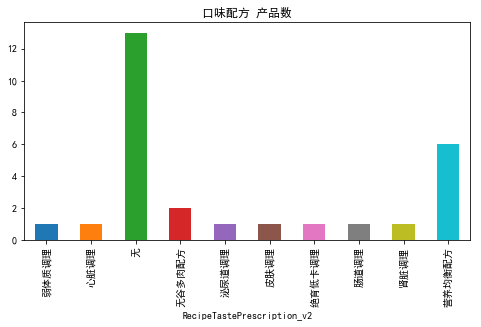 口味配方 产品数
12
10
8
6
4
2
0
弱体质调理
心脏调理
无
无谷多肉配方
泌尿道调理
皮肤调理
绝育低卡调理
肠道调理
肾脏调理
营养均衡配方
RecipeTastePrescription_v2